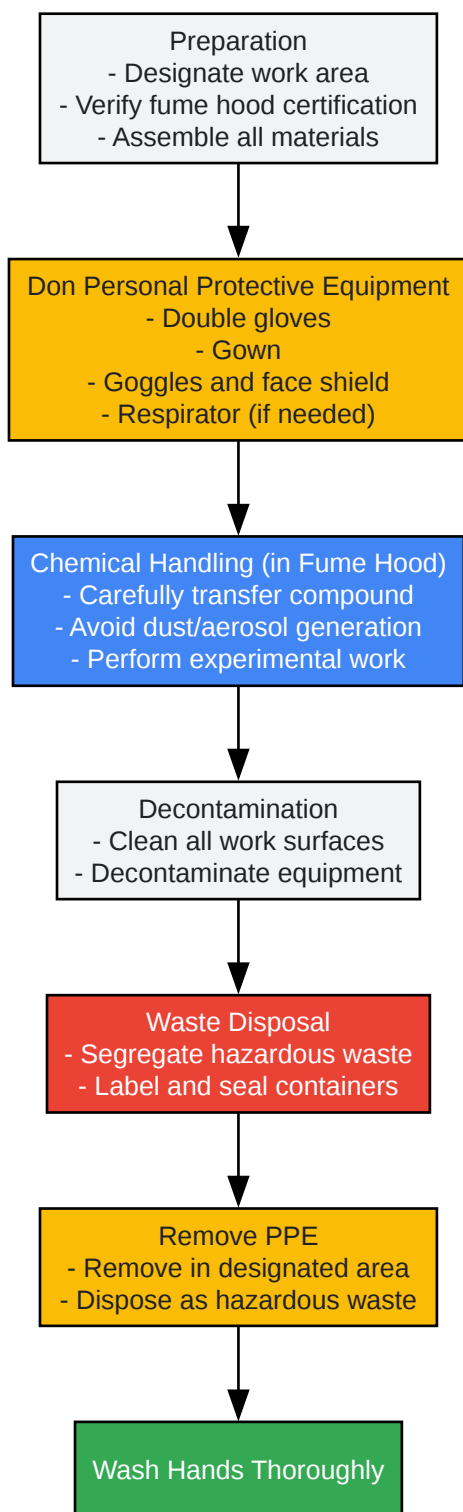 Preparation
- Designate work area
- Verify fume hood certification
- Assemble all materials
Don Personal Protective Equipment
- Double gloves
- Gown
- Goggles and face shield
- Respirator (if needed)
Chemical Handling (in Fume Hood)
- Carefully transfer compound
- Avoid dust/aerosol generation
- Perform experimental work
Decontamination
- Clean all work surfaces
- Decontaminate equipment
Waste Disposal
- Segregate hazardous waste
- Label and seal containers
Remove PPE
- Remove in designated area
- Dispose as hazardous waste
Wash Hands Thoroughly